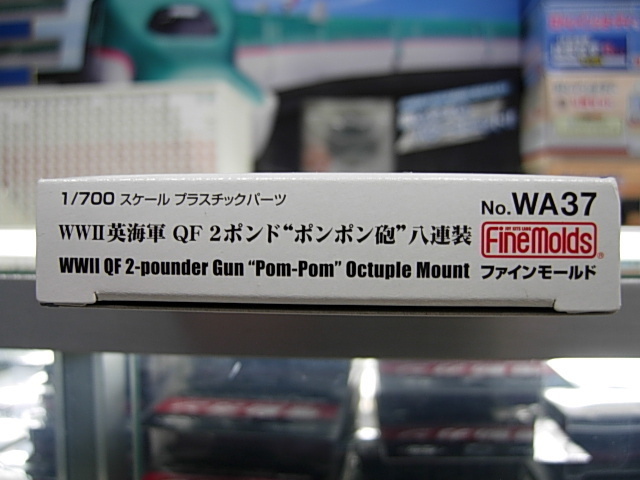 1/700 スケール プラスチックパーツ
No.WA37
WWII英海軍 QF 2ポンド“ポンポン砲”八連装
FineMolds
WWII QF 2-pounder Gun “Pom-Pom” Octuple Mount
ファインモールド